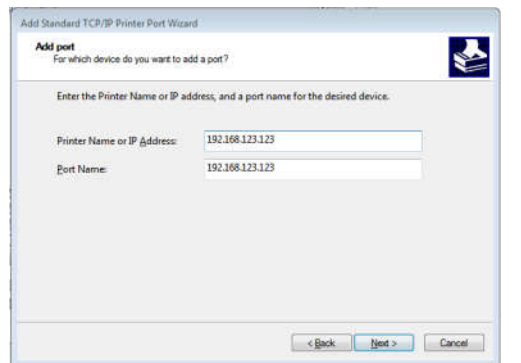 Add Standard TCP/IP Printer Port Wizard
Add port
For which device do you want to add a port?
Enter the Printer Name or IP address, and a port name for the desired device.
Printer Name or IP Address: 192.168.123.123
Port Name: 192.168.123.123
< Back Next > Cancel